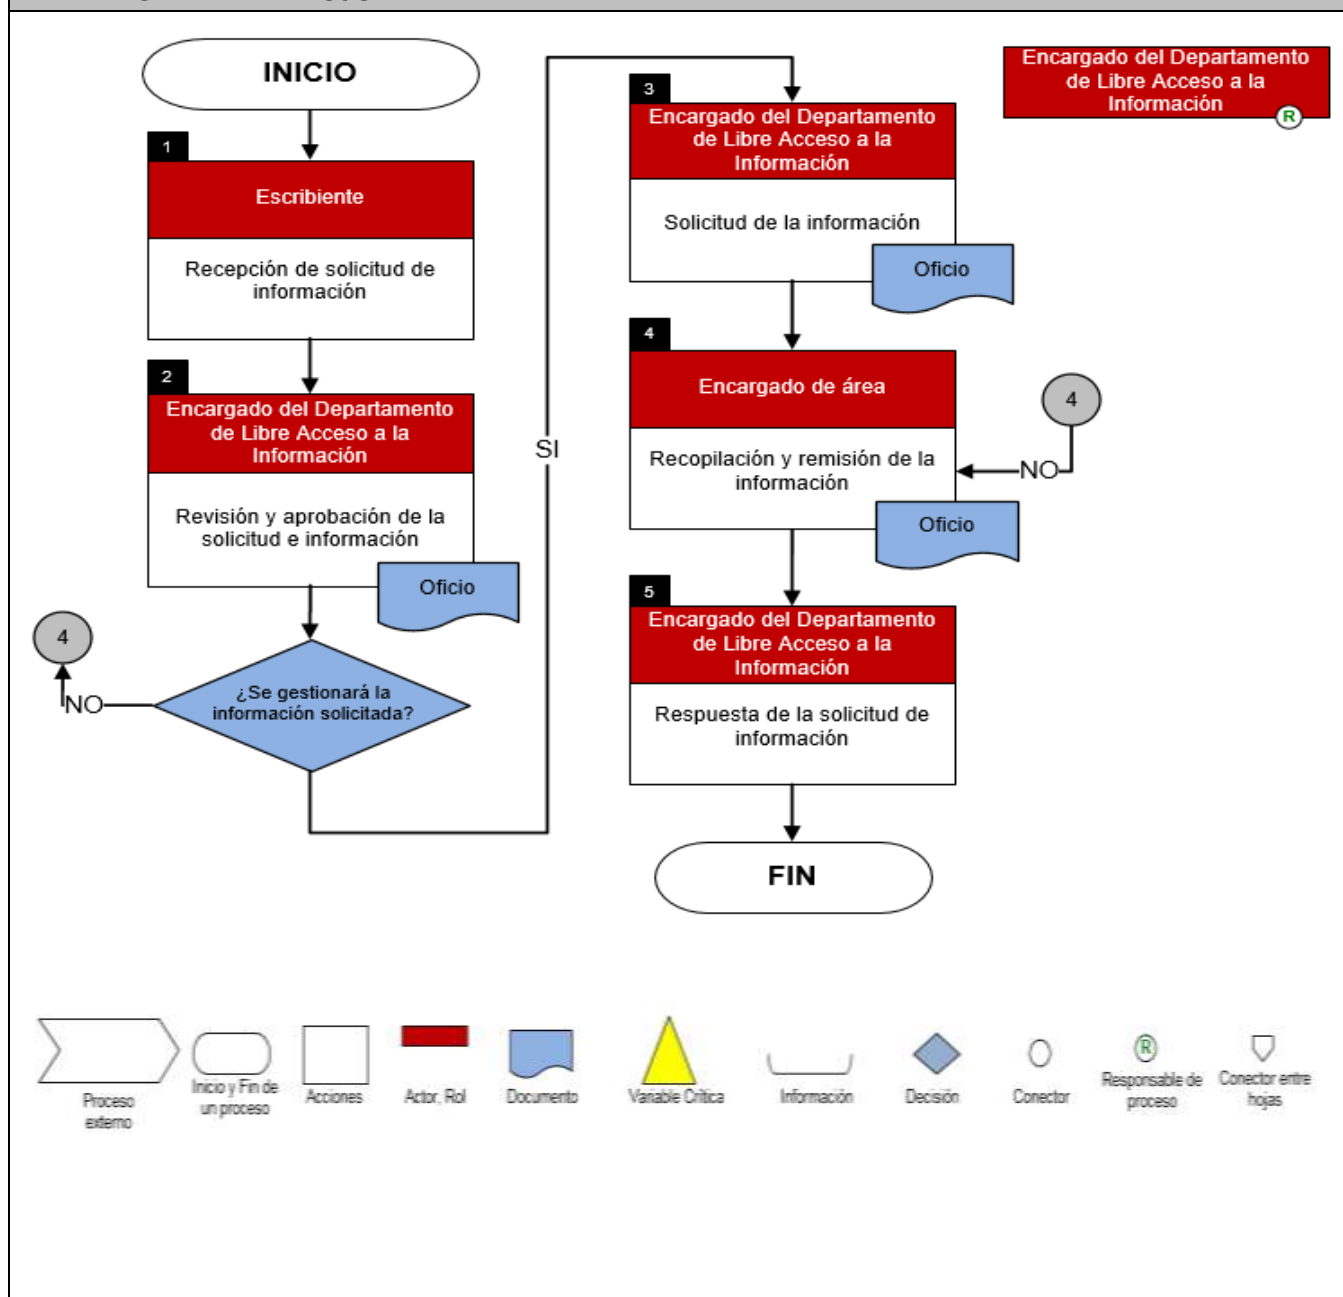 INICIO
1
Escribiente
Recepción de solicitud de
información
2
Encargado del Departamento
de Libre Acceso a la
Información
Revisión y aprobación de la
solicitud e información
Oficio
4
NO
¿Se gestionará la
información solicitada?
SI
3
Encargado del Departamento
de Libre Acceso a la
Información
Solicitud de la información
Oficio
4
Encargado de área
Recopilación y remisión de la
información
Oficio
4
NO
5
Encargado del Departamento
de Libre Acceso a la
Información
Respuesta de la solicitud de
información
FIN
Encargado del Departamento
de Libre Acceso a la
Información
R
Proceso
externo
Inicio y Fin de
un proceso
Acciones
Actor, Rol
Documento
Variable Crítica
Información
Decisión
Conector
R
Responsable de
proceso
Conector entre
hojas